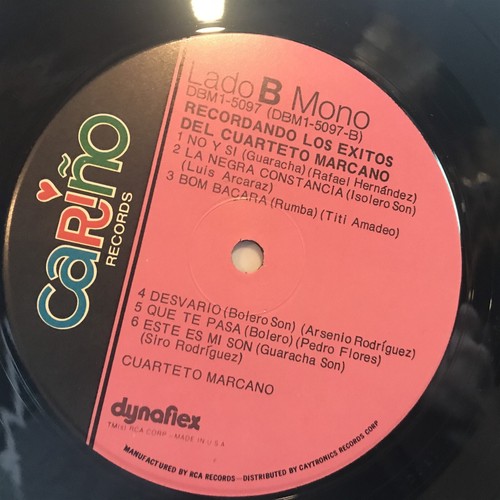 CARIÑO
RECORDS
Lado B Mono
DBM1-5097 (DBM1-5097-B)
RECORDANDO LOS EXITOS
DEL CUARTETO MARCANO
1 NO Y SI (Guaracha) (Rafael Hernández)
2 LA NEGRA CONSTANCIA (Isolero Son)
(Luis Arcaraz)
3 BOM BACARA (Rumba) (Titi Amadeo)
4 DESVARIO (Bolero Son) (Arsenio Rodríguez)
5 QUE TE PASA (Bolero) (Pedro Flores)
6 ESTE ES MI SON (Guaracha Son)
(Siro Rodríguez)
CUARTETO MARCANO
dynaflex
TM(s) RCA CORP—MADE IN U.S.A
MANUFACTURED BY RCA RECORDS—DISTRIBUTED BY CAYTRONICS RECORDS CORP